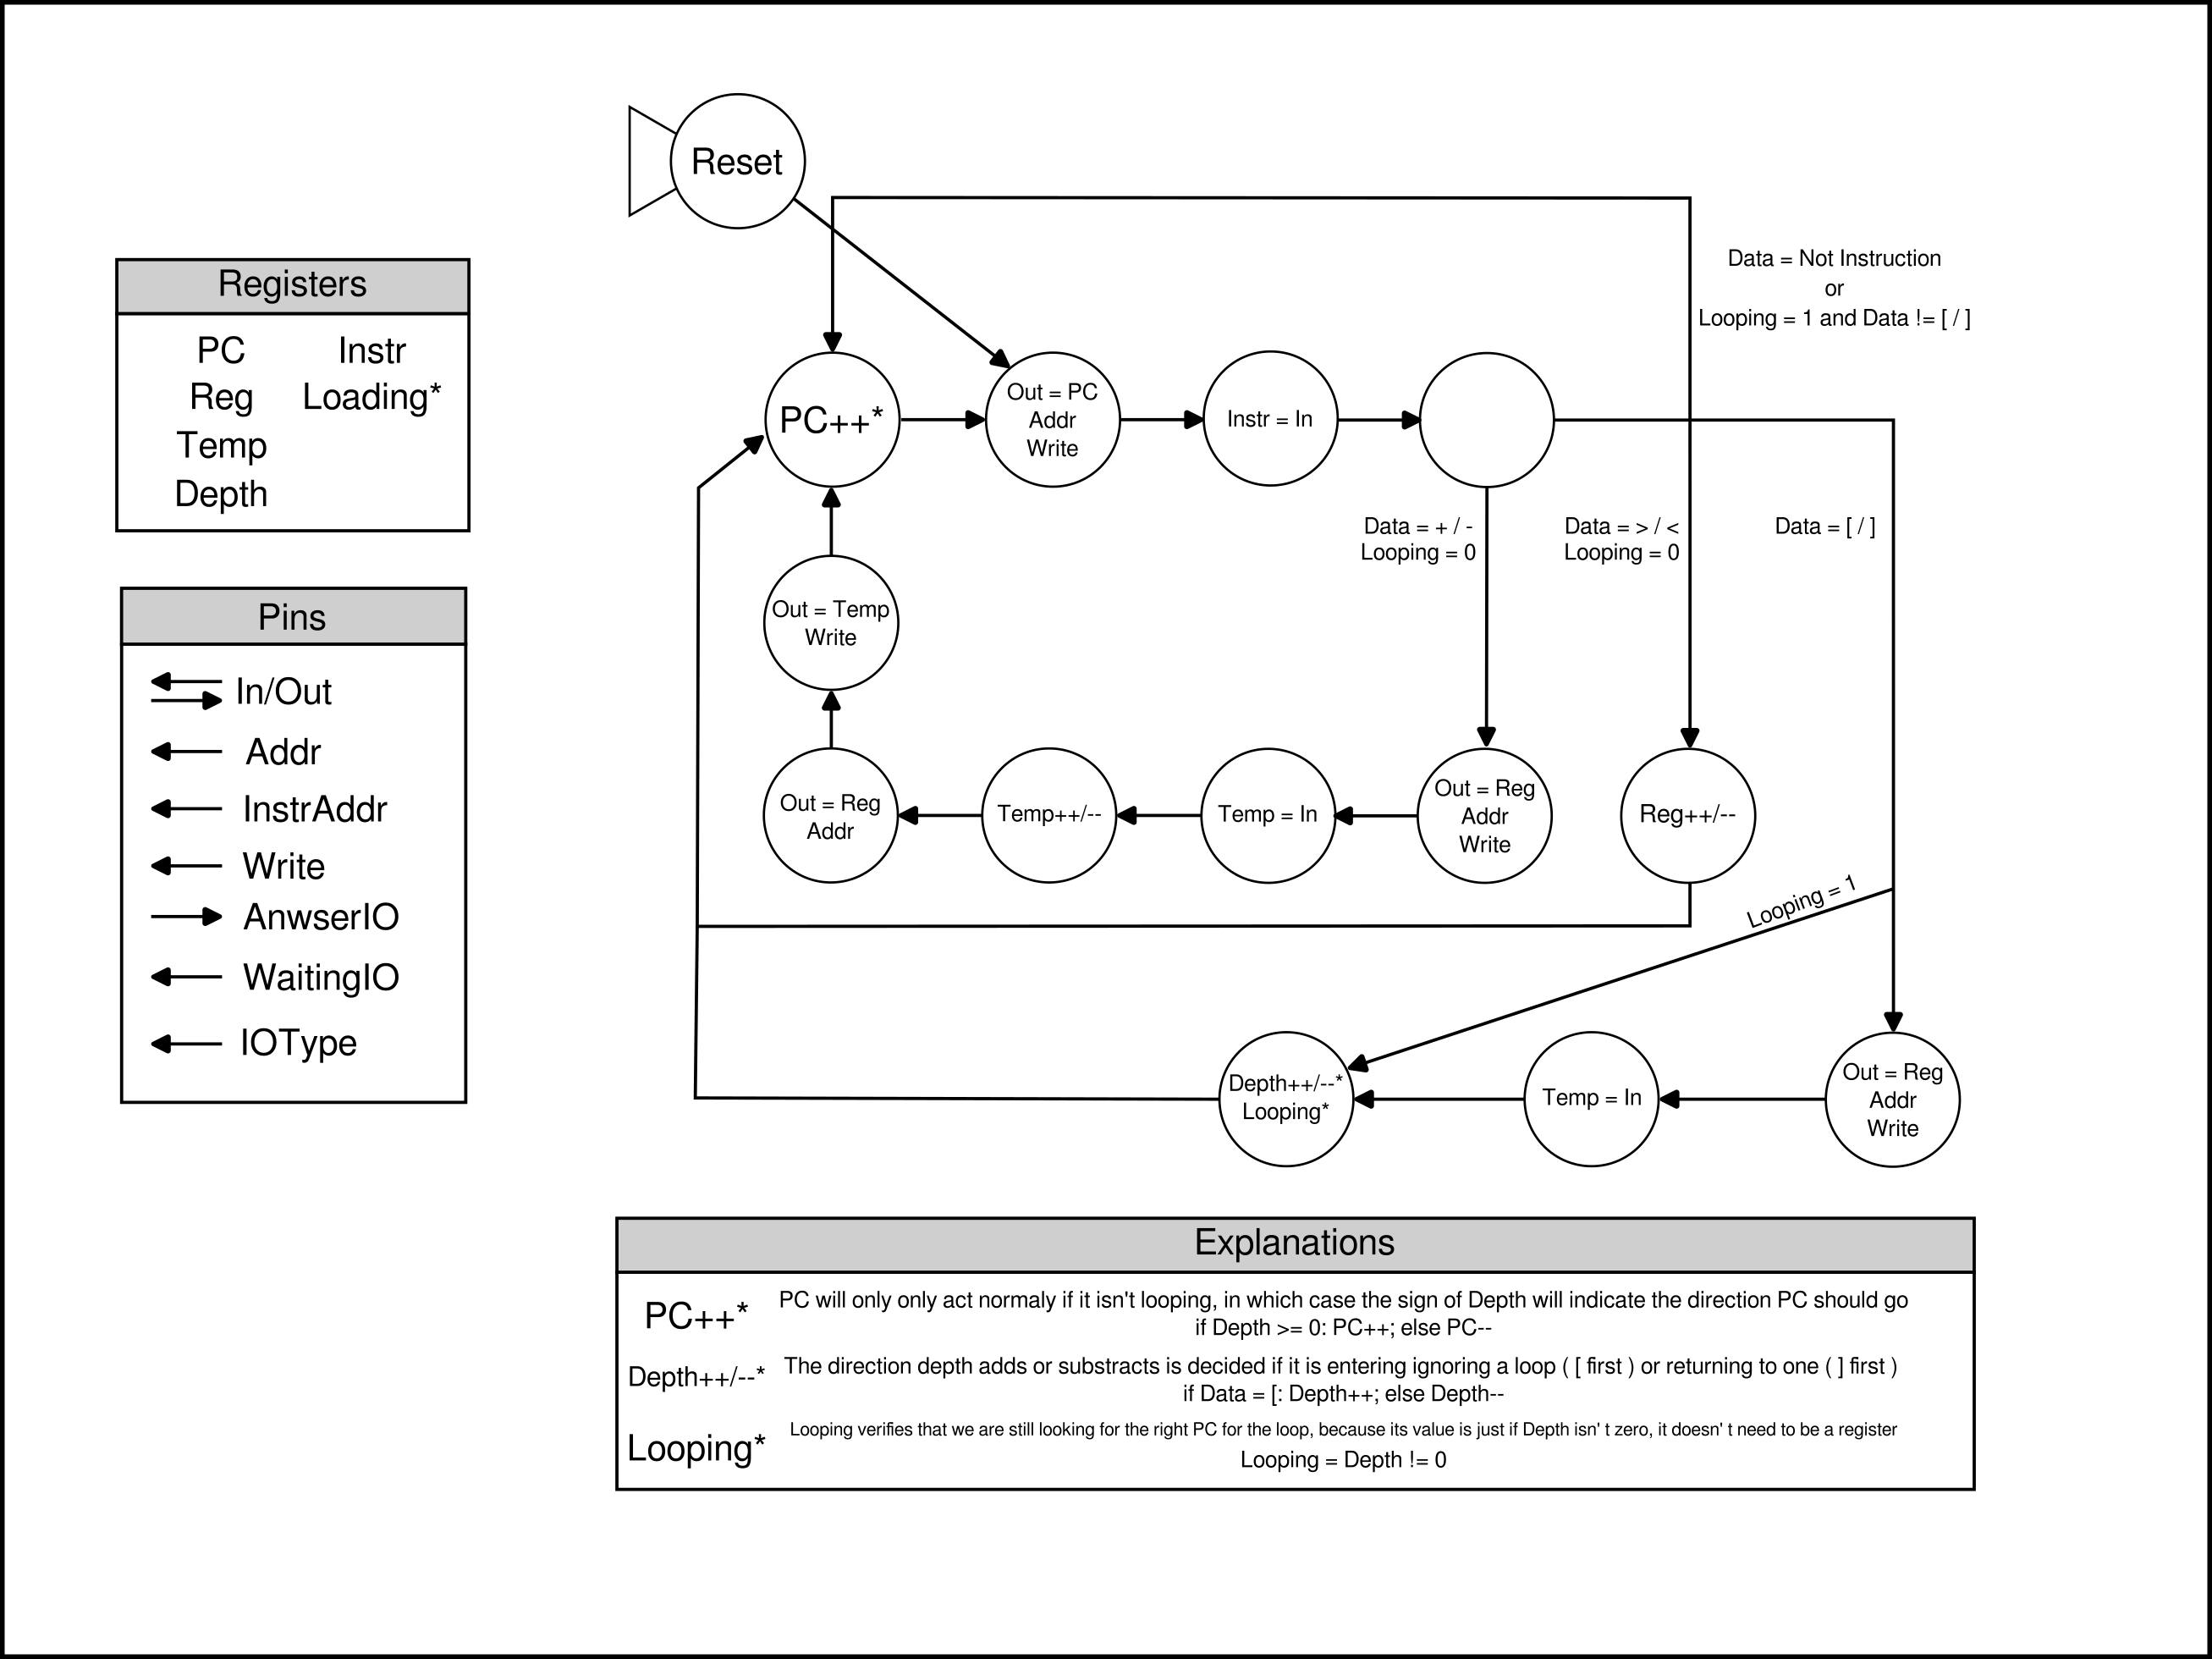 Reset
Data = Not Instruction
or
Looping = 1 and Data != [ / ]
Registers
PC
Instr
Reg
Loading*
Temp
Depth
PC++*
Out = PC
Addr
Write
Instr = In
Data = + / -
Looping = 0
Data = > / <
Looping = 0
Data = [ / ]
Pins
In/Out
Addr
InstrAddr
Write
AnwserIO
WaitingIO
IOType
Out = Temp
Write
Out = Reg
Addr
Temp++/--
Temp = In
Out = Reg
Addr
Write
Reg++/--
Looping = 1
Depth++/--*
Looping*
Temp = In
Out = Reg
Addr
Write
Explanations
PC++*
PC will only only act normaly if it isn't looping, in which case the sign of Depth will indicate the direction PC should go
if Depth >= 0: PC++; else PC--
Depth++/--*
The direction depth adds or substracts is decided if it is entering ignoring a loop ( [ first ) or returning to one ( ] first )
if Data = [: Depth++; else Depth--
Looping*
Looping verifies that we are still looking for the right PC for the loop, because its value is just if Depth isn' t zero, it doesn' t need to be a register
Looping = Depth != 0